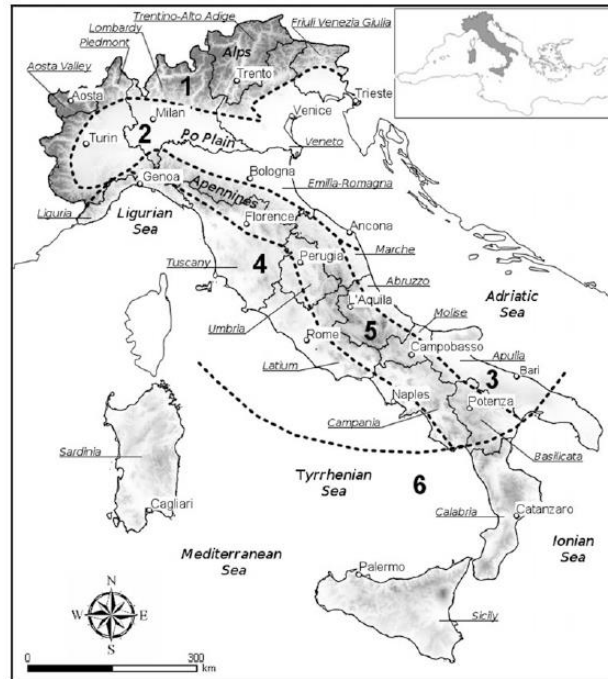 Trentino-Alto Adige
Friuli Venezia Giulia
Lombardy
Piedmont
Alps
Aosta Valley
Trento
1
Aosta
Trieste
Milan
Venice
2
Po Plain
Turin
Veneto
Bologna
Genoa
Emilia-Romagna
Apennines
Liguria
Florence
Ligurian
Sea
Ancona
Marche
4
Perugia
Tuscany
Abruzzo
Adriatic
Sea
L'Aquila
Molise
Umbria
5
Rome
Campobasso
Apulia
Latium
3
Bari
Naples
Potenza
Campania
Basilicata
Sardinia
Tyrrhenian
Sea
6
Cagliari
Calabria
Catanzaro
Mediterranean
Sea
Ionian
Sea
Palermo
N
W
E
S
Sicily
0
300
km